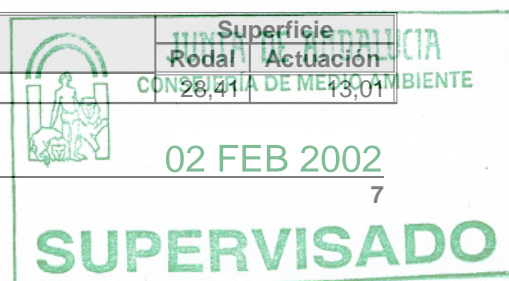 Superficie
JUNTA DE ANDALUCIA
Rodal Actuación
CONSEJERÍA DE MEDIO AMBIENTE
28,41 13,01
02 FEB 2002
7
SUPERVISADO